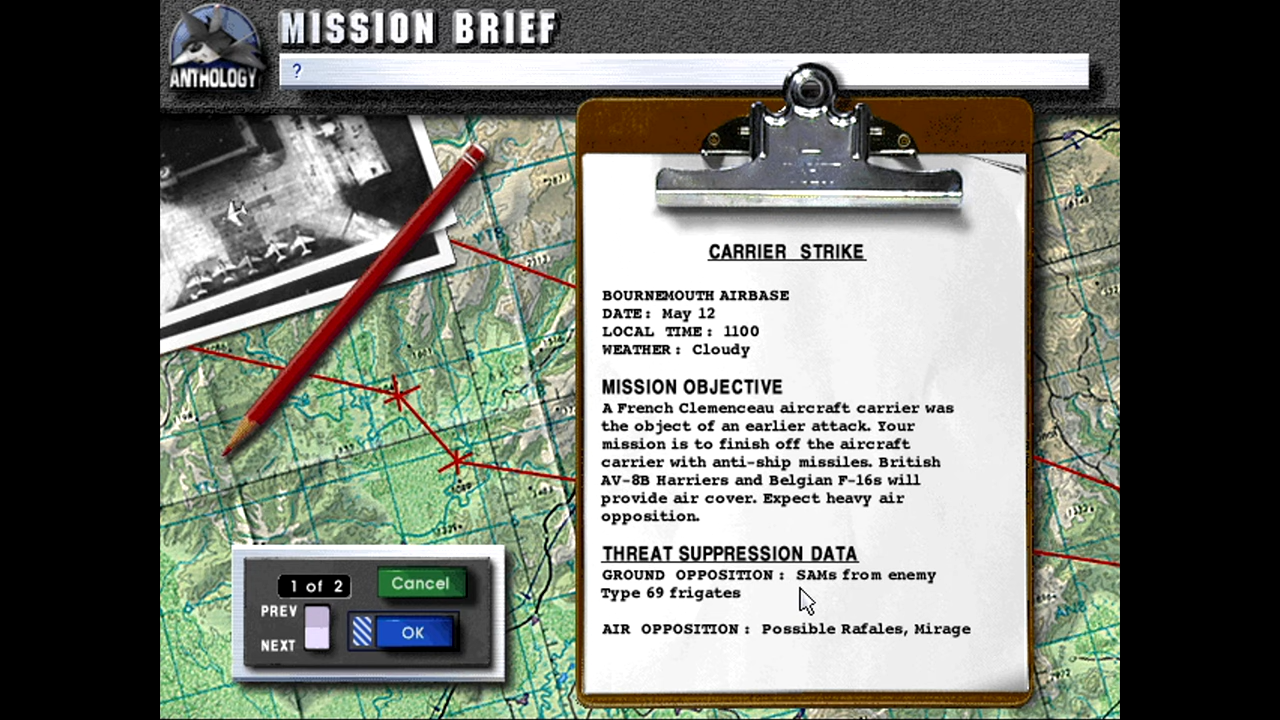 MISSION BRIEF
ANTHOLOGY
?
CARRIER STRIKE
BOURNEMOUTH AIRBASE
DATE: May 12
LOCAL TIME: 1100
WEATHER: Cloudy
MISSION OBJECTIVE
A French Clemenceau aircraft carrier was
the object of an earlier attack. Your
mission is to finish off the aircraft
carrier with anti-ship missiles. British
AV-8B Harriers and Belgian F-16s will
provide air cover. Expect heavy air
opposition.
THREAT SUPPRESSION DATA
GROUND OPPOSITION: SAMs from enemy
Type 69 frigates
AIR OPPOSITION: Possible Rafales, Mirage
1 of 2
Cancel
PREV
OK
NEXT